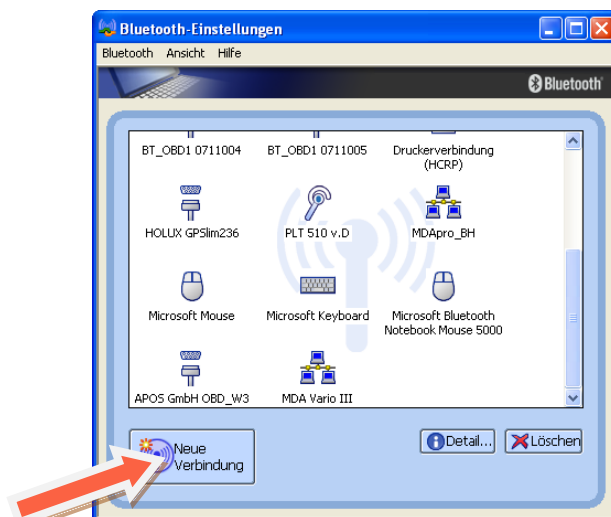 Bluetooth-Einstellungen
Bluetooth Ansicht Hilfe
Bluetooth
BT_OBD1 0711004 BT_OBD1 0711005 Druckerverbindung
(HCRP)
HOLUX GPSlim236 PLT 510 v.D MDApro_BH
Microsoft Mouse Microsoft Keyboard Microsoft Bluetooth
Notebook Mouse 5000
APOS GmbH OBD_W3 MDA Vario III
Neue
Verbindung
Detail... Löschen